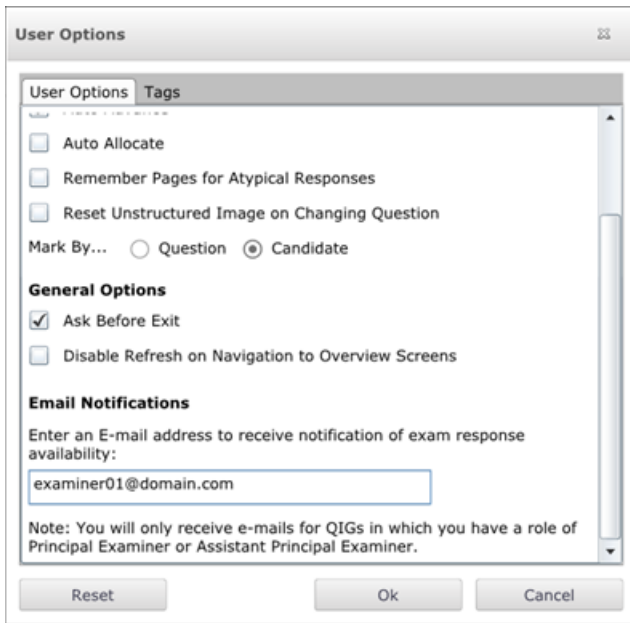 User Options
User Options Tags
Auto Allocate
Remember Pages for Atypical Responses
Reset Unstructured Image on Changing Question
Mark By... Question Candidate
General Options
Ask Before Exit
Disable Refresh on Navigation to Overview Screens
Email Notifications
Enter an E-mail address to receive notification of exam response
availability:
examiner01@domain.com
Note: You will only receive e-mails for QIGs in which you have a role of
Principal Examiner or Assistant Principal Examiner.
Reset Ok Cancel